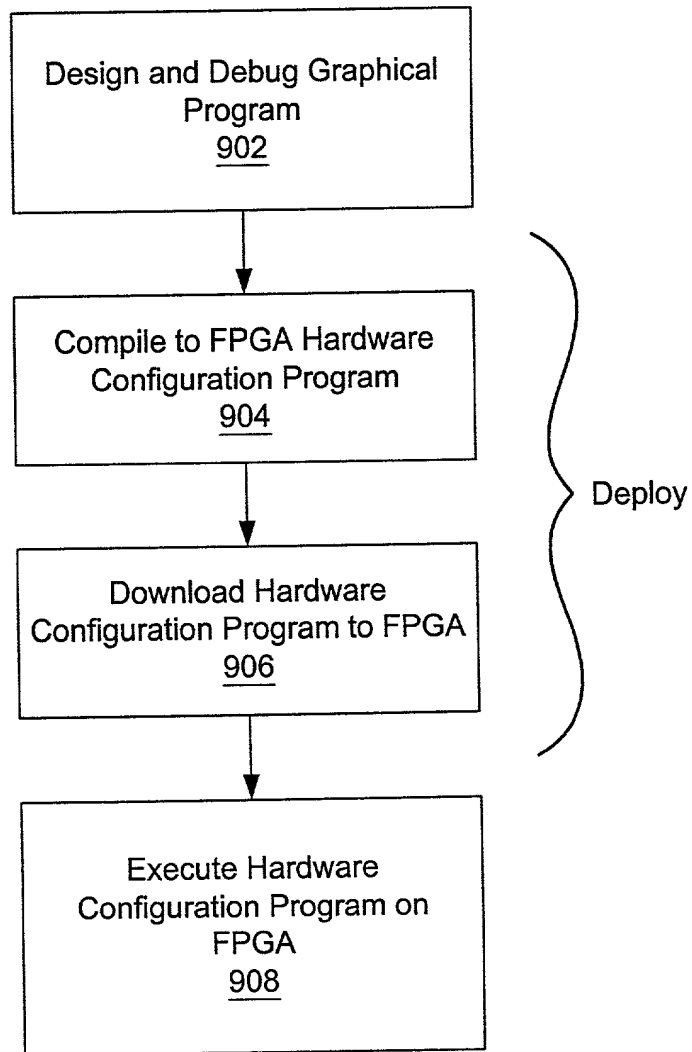 Design and Debug Graphical
Program
902
Compile to FPGA Hardware
Configuration Program
904
Deploy
Download Hardware
Configuration Program to FPGA
906
Execute Hardware
Configuration Program on
FPGA
908